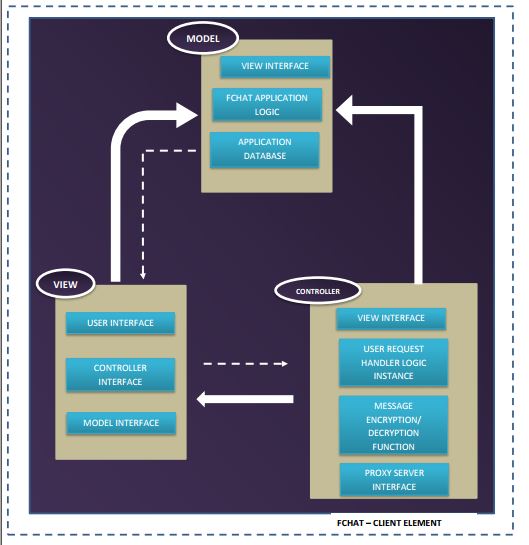 MODEL
VIEW INTERFACE
FCHAT APPLICATION
LOGIC
APPLICATION
DATABASE
VIEW
USER INTERFACE
CONTROLLER
INTERFACE
MODEL INTERFACE
CONTROLLER
VIEW INTERFACE
USER REQUEST
HANDLER LOGIC
INSTANCE
MESSAGE
ENCRYPTION/
DECRYPTION
FUNCTION
PROXY SERVER
INTERFACE
FCHAT – CLIENT ELEMENT